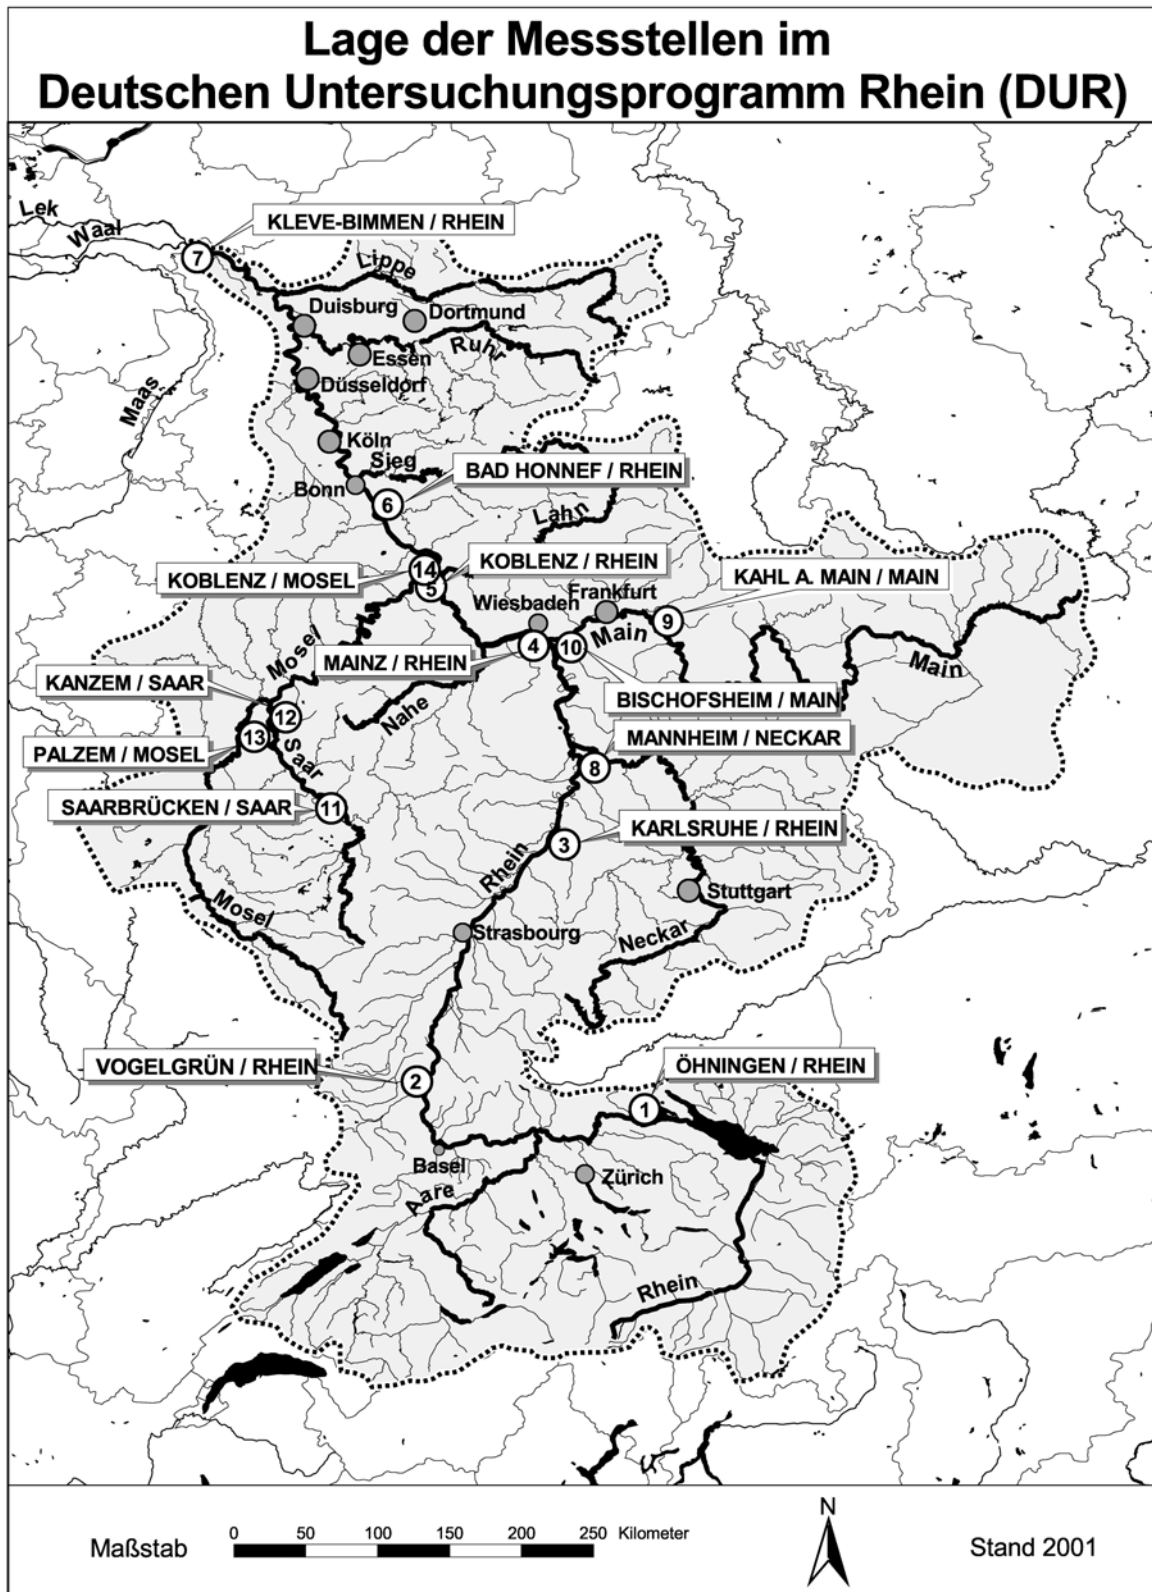 Lage der Messstellen im
Deutschen Untersuchungsprogramm Rhein (DUR)
Lek
Waal
KLEVE-BIMMEN / RHEIN
7
Lippe
Duisburg
Dortmund
Ruhr
Essen
Düsseldorf
Maas
Köln
Sieg
BAD HONNEF / RHEIN
Bonn
6
Lahn
KOBLENZ / MOSEL
14
KOBLENZ / RHEIN
5
KAHL A. MAIN / MAIN
Wiesbaden
Frankfurt
9
Mosel
MAINZ / RHEIN
4
10
Main
Main
KANZEM / SAAR
12
Nahe
BISCHOFSHEIM / MAIN
PALZEM / MOSEL
13
Saar
MANNHEIM / NECKAR
8
SAARBRÜCKEN / SAAR
11
KARLSRUHE / RHEIN
3
Rhein
Stuttgart
Mosel
Strasbourg
Neckar
VOGELGRÜN / RHEIN
2
ÖHNINGEN / RHEIN
1
Basel
Zürich
Aare
Rhein
Maßstab
0 50 100 150 200 250 Kilometer
N
Stand 2001